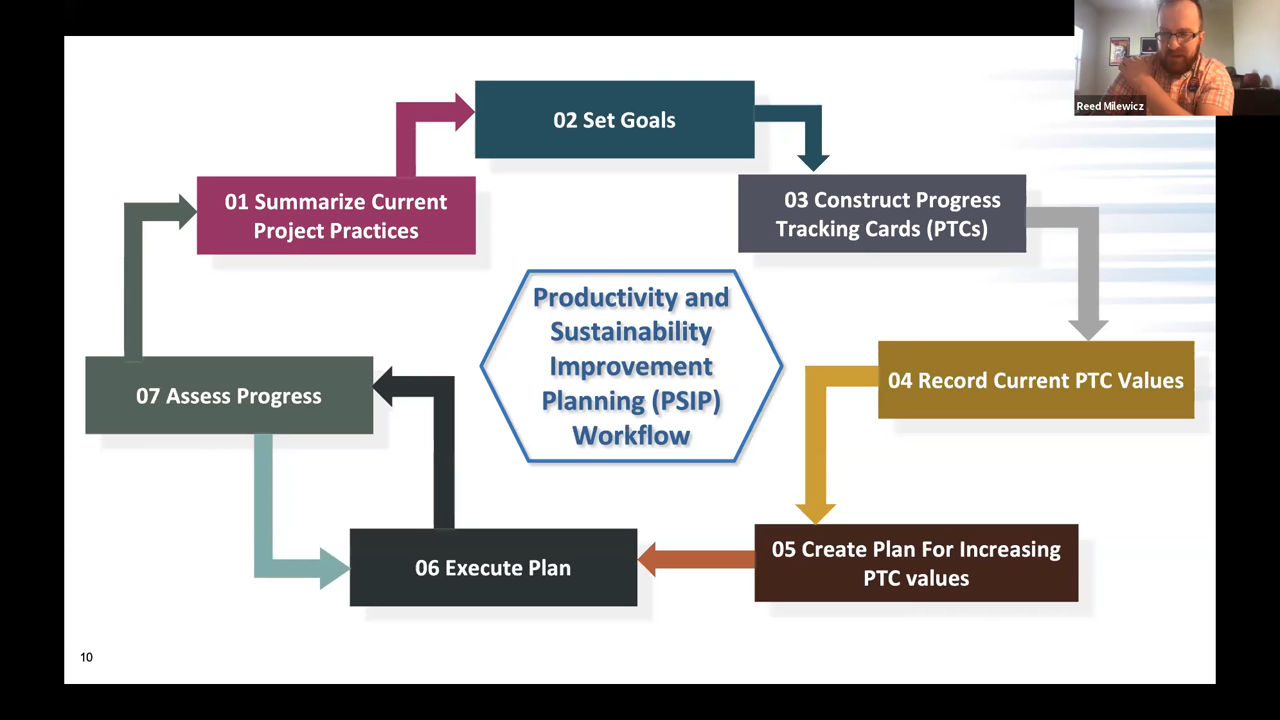 Reed Milewicz
02 Set Goals
01 Summarize Current
Project Practices
03 Construct Progress
Tracking Cards (PTCs)
Productivity and
Sustainability
Improvement
Planning (PSIP)
Workflow
04 Record Current PTC Values
07 Assess Progress
05 Create Plan For Increasing
PTC values
06 Execute Plan
10